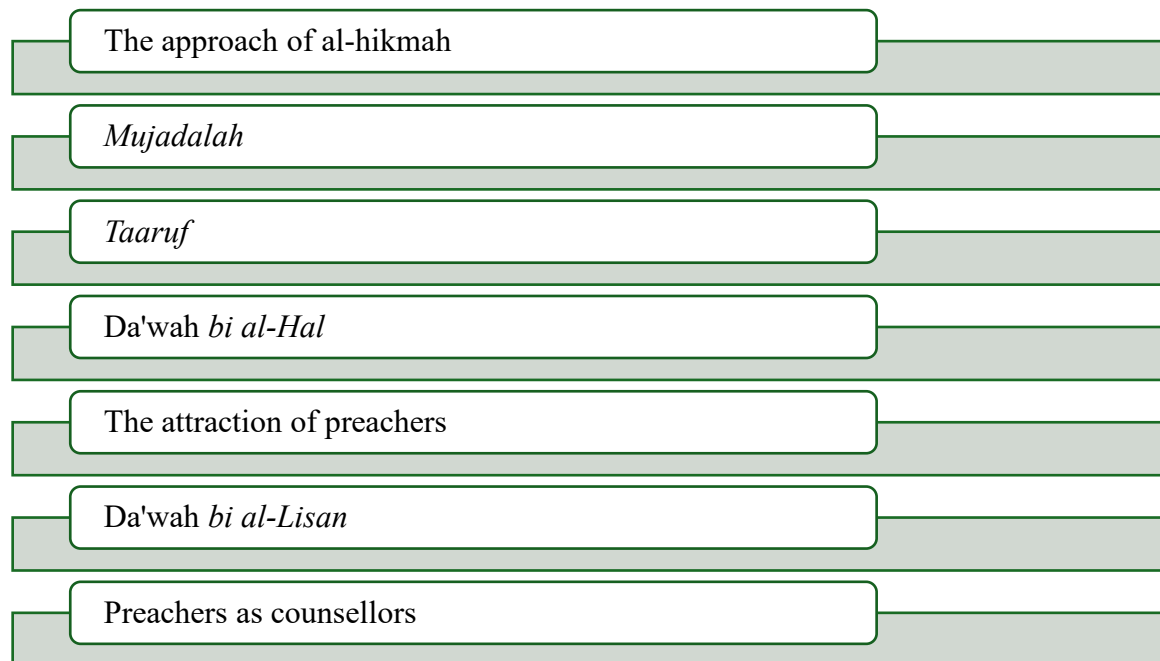 The approach of al-hikmah
Mujadalah
Taaruf
Da'wah bi al-Hal
The attraction of preachers
Da'wah bi al-Lisan
Preachers as counsellors